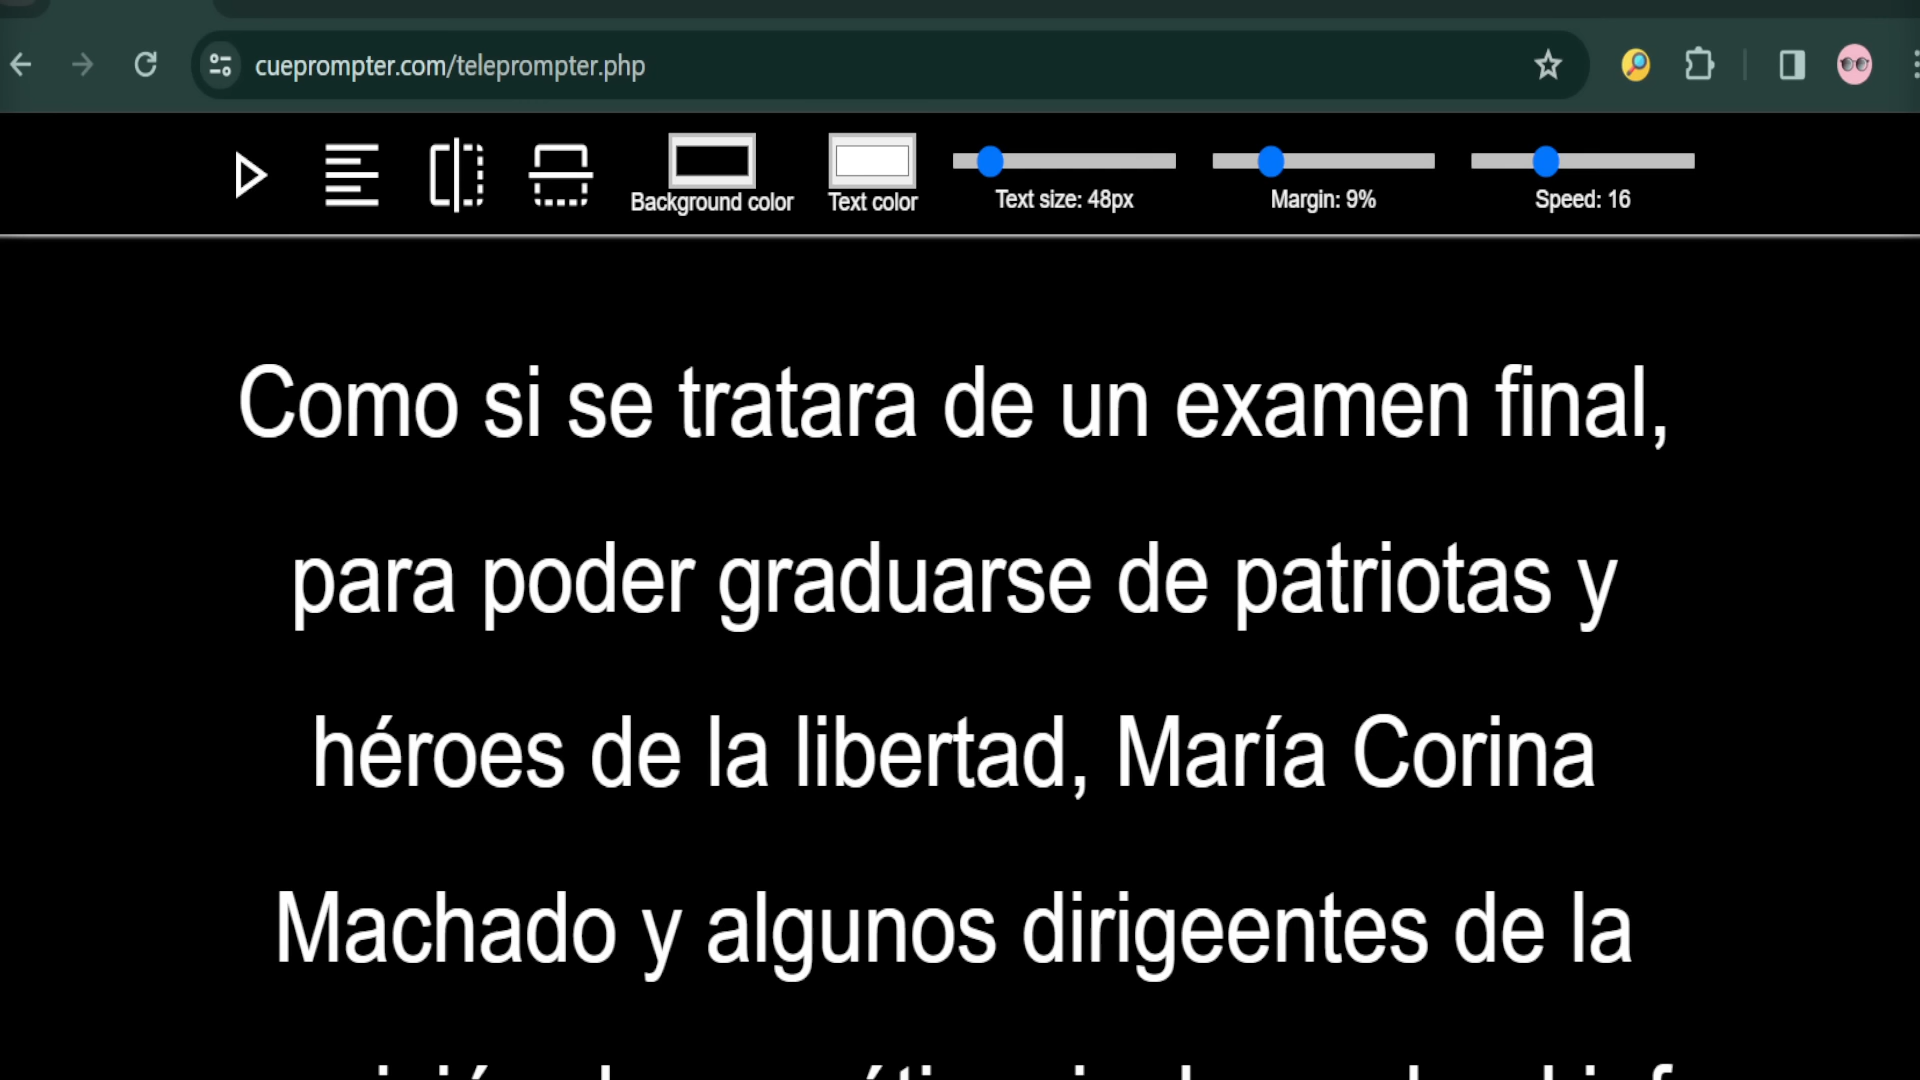 cueprompter.com/teleprompter.php
Background color
Text color
Text size: 48px
Margin: 9%
Speed: 16
Como si se tratara de un examen final,
para poder graduarse de patriotas y
héroes de la libertad, María Corina
Machado y algunos dirigeentes de la